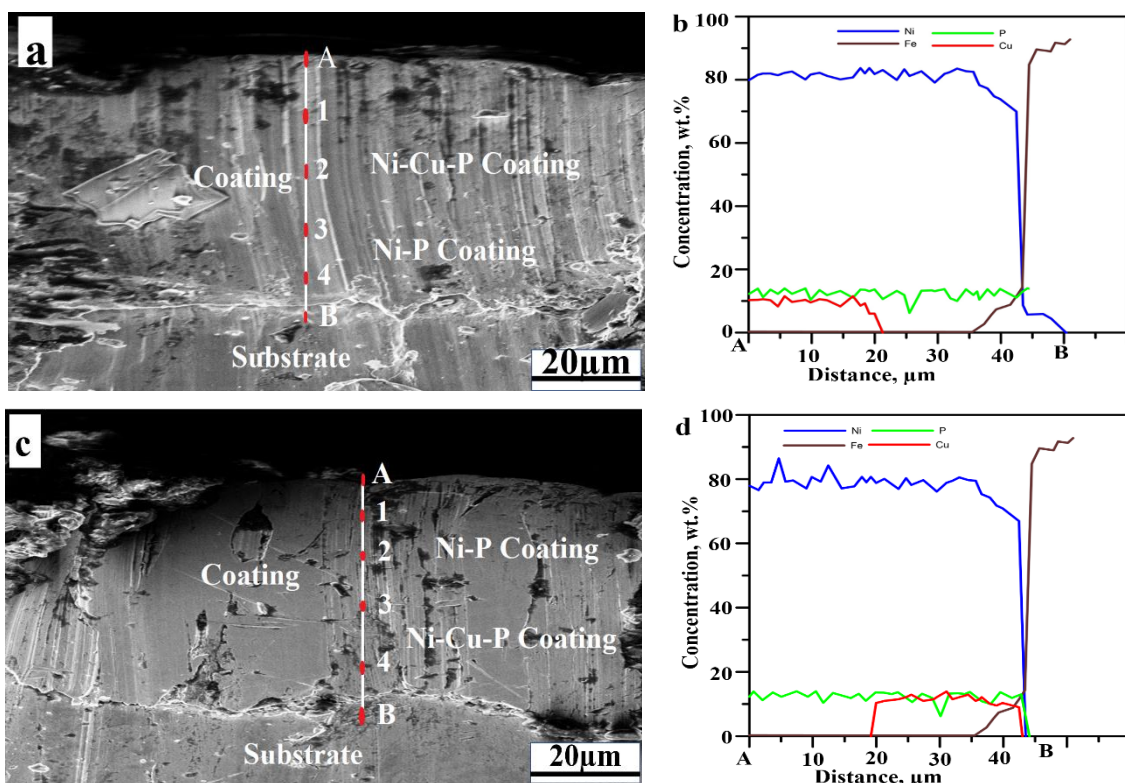 a
A
1
2
3
4
B
Coating
Ni-Cu-P Coating
Ni-P Coating
Substrate
20µm
b
100
80
60
40
20
0
Concentration, wt.%
Ni
P
Fe
Cu
A
10
20
30
40
B
Distance, µm
c
A
1
2
3
4
B
Coating
Ni-P Coating
Ni-Cu-P Coating
Substrate
20µm
d
100
80
60
40
20
0
Concentration, wt.%
Ni
P
Fe
Cu
A
10
20
30
40
B
Distance, µm